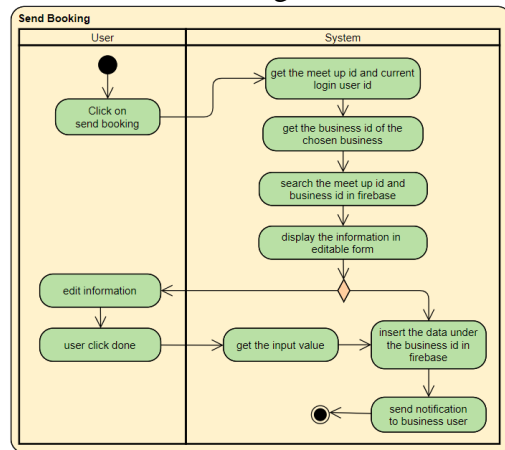 Send Booking
User
System
get the meet up id and current
login user id
Click on
send booking
get the business id of the
chosen business
search the meet up id and
business id in firebase
display the information in
editable form
edit information
user click done
get the input value
insert the data under
the business id in
firebase
send notification
to business user